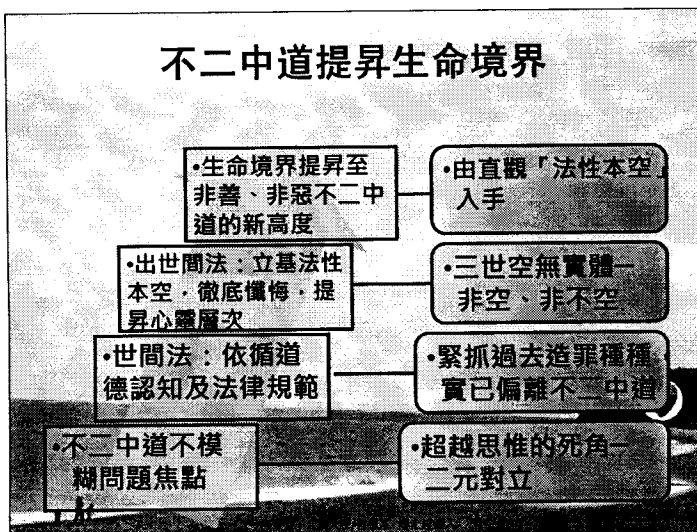 不二中道提昇生命境界
•生命境界提昇至
非善、非惡不二中
道的新高度
•由直觀「法性本空」
入手
•出世間法：立基法性
本空，徹底懺悔，提
昇心靈層次
•三世空無實體—
非空、非不空
•世間法：依循道
德認知及法律規範
•緊抓過去造罪種種，
實已偏離不二中道
•不二中道不模
糊問題焦點
•超越思惟的死角—
二元對立